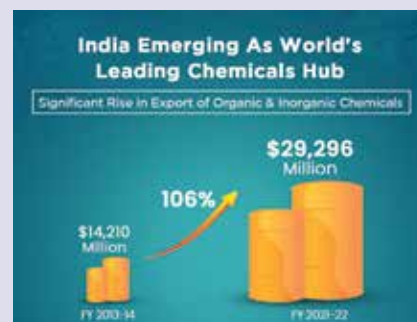 India Emerging As World's
Leading Chemicals Hub
Significant Rise in Export of Organic & Inorganic Chemicals
$29,296
Million
106%
$14,210
Million
FY 2013-14
FY 2021-22